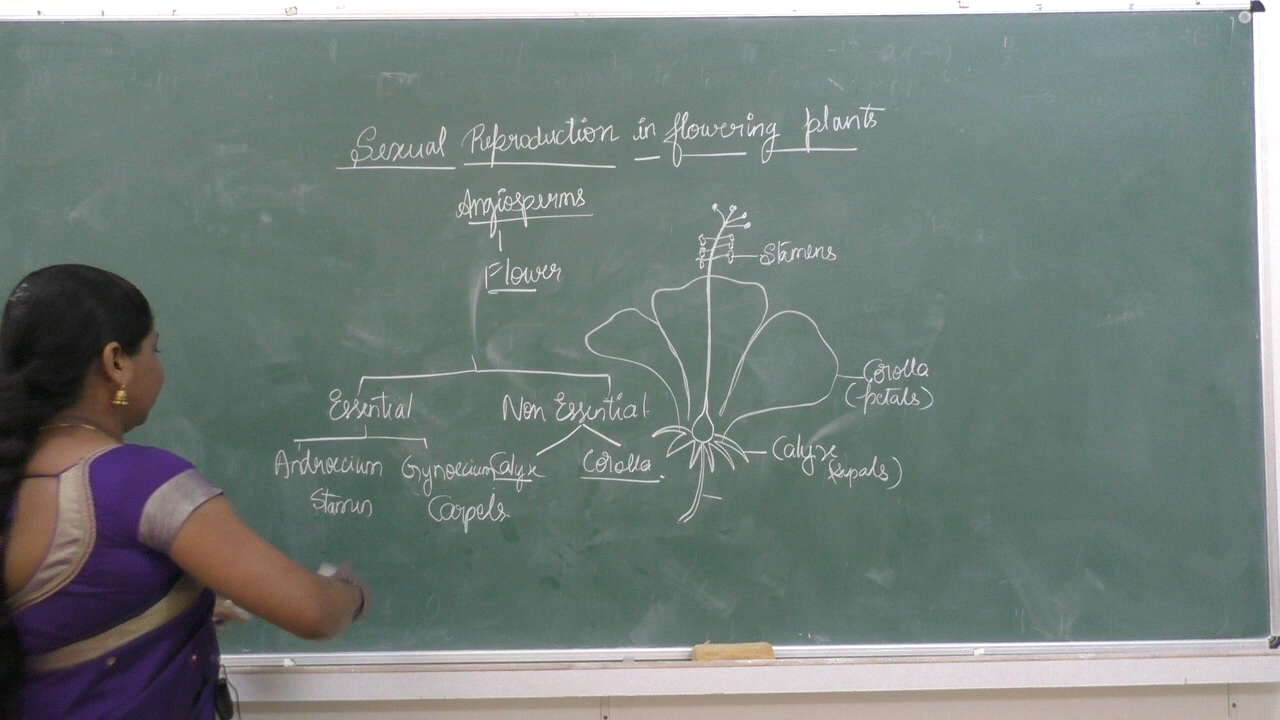 Sexual Reproduction in flowering plants
Angiosperms
Flower
Essential
Non Essential
Androecium
Gynoecium
Calyx
Corolla.
Stamens
Carpels
Stamens
Corolla
(petals)
Calyx
(sepals)